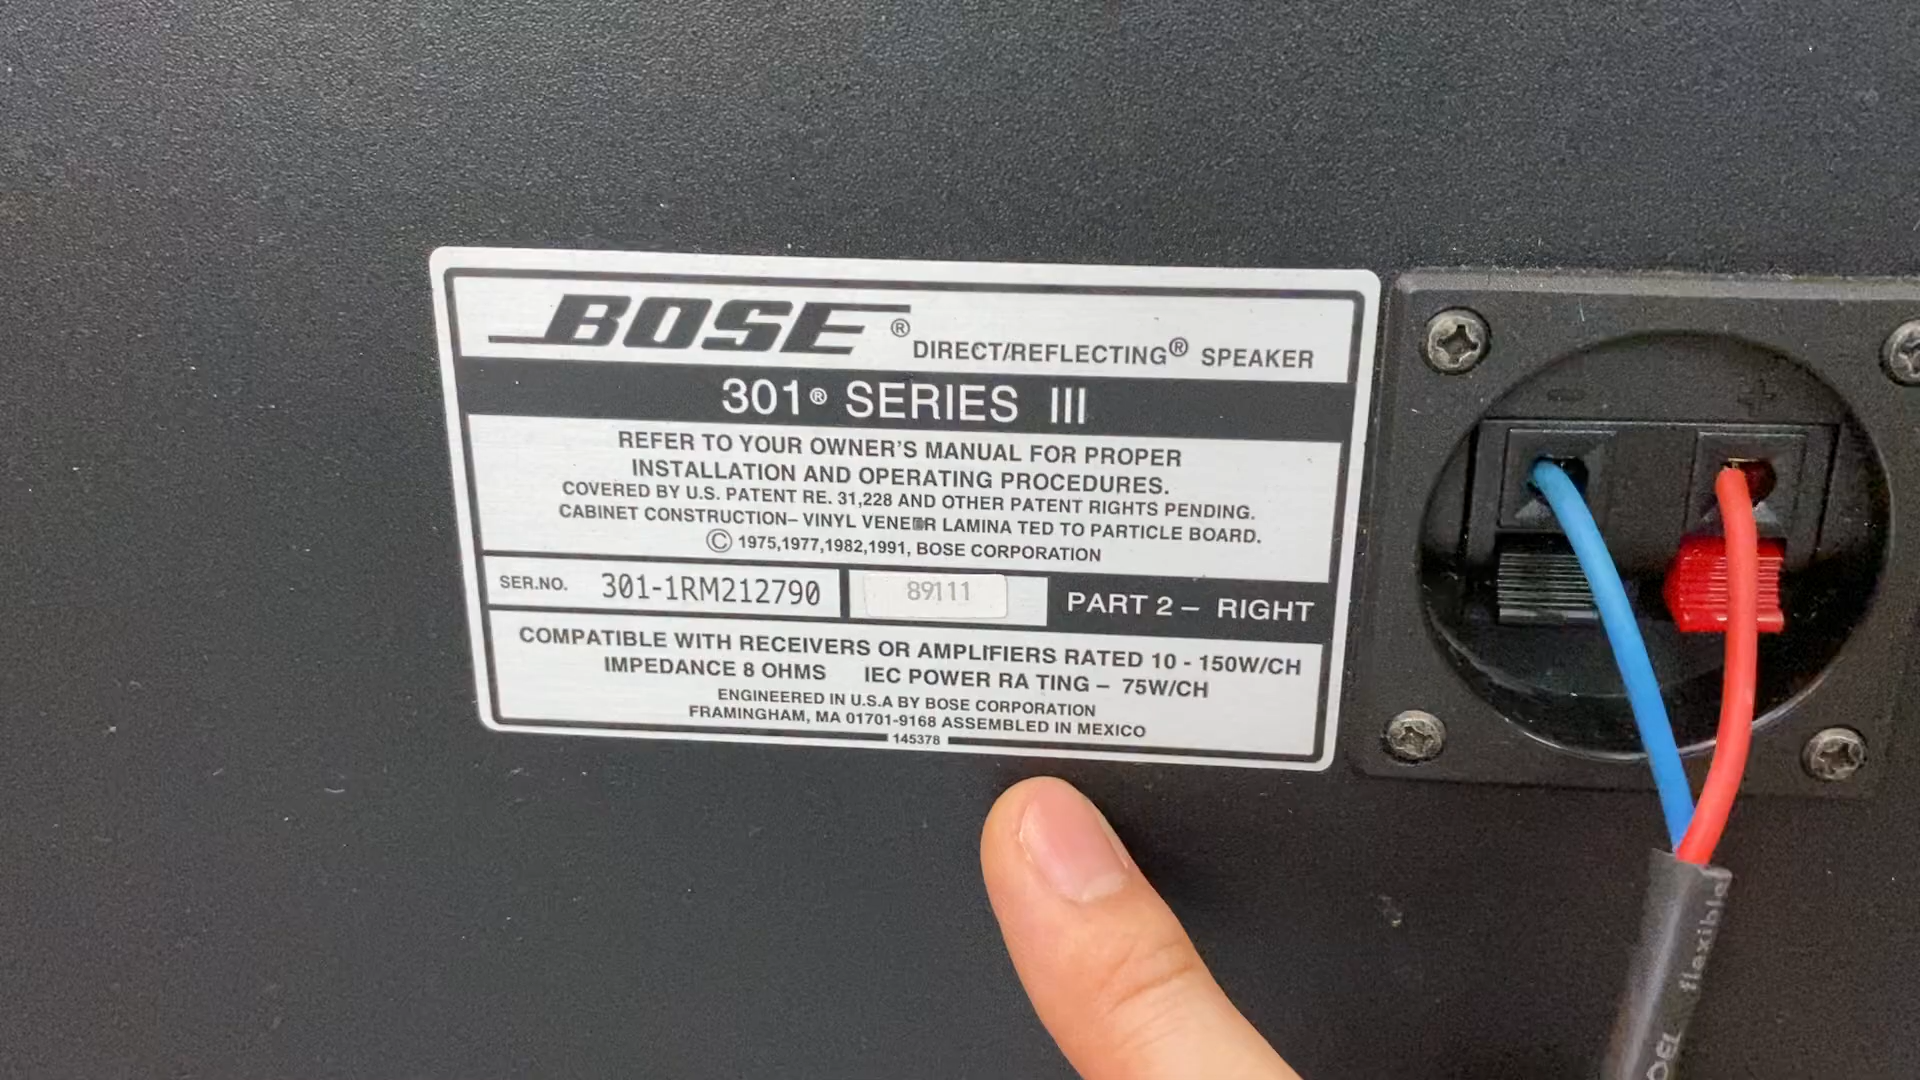 BOSE® DIRECT/REFLECTING® SPEAKER
301® SERIES III
REFER TO YOUR OWNER'S MANUAL FOR PROPER
INSTALLATION AND OPERATING PROCEDURES.
COVERED BY U.S. PATENT RE. 31,228 AND OTHER PATENT RIGHTS PENDING.
CABINET CONSTRUCTION– VINYL VENEER LAMINA TED TO PARTICLE BOARD.
© 1975,1977,1982,1991, BOSE CORPORATION
SER.NO. 301-1RM212790 89111 PART 2 – RIGHT
COMPATIBLE WITH RECEIVERS OR AMPLIFIERS RATED 10 - 150W/CH
IMPEDANCE 8 OHMS IEC POWER RA TING – 75W/CH
ENGINEERED IN U.S.A BY BOSE CORPORATION
FRAMINGHAM, MA 01701-9168 ASSEMBLED IN MEXICO
145378
- +
flexible